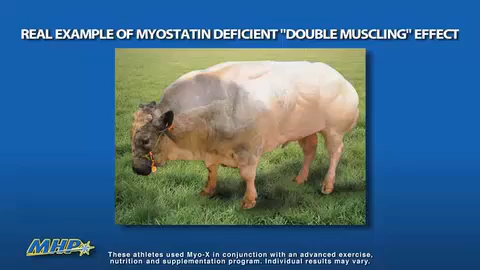 REAL EXAMPLE OF MYOSTATIN DEFICIENT "DOUBLE MUSCLING" EFFECT
MHP
These athletes used Myo-X in conjunction with an advanced exercise,
nutrition and supplementation program. Individual results may vary.